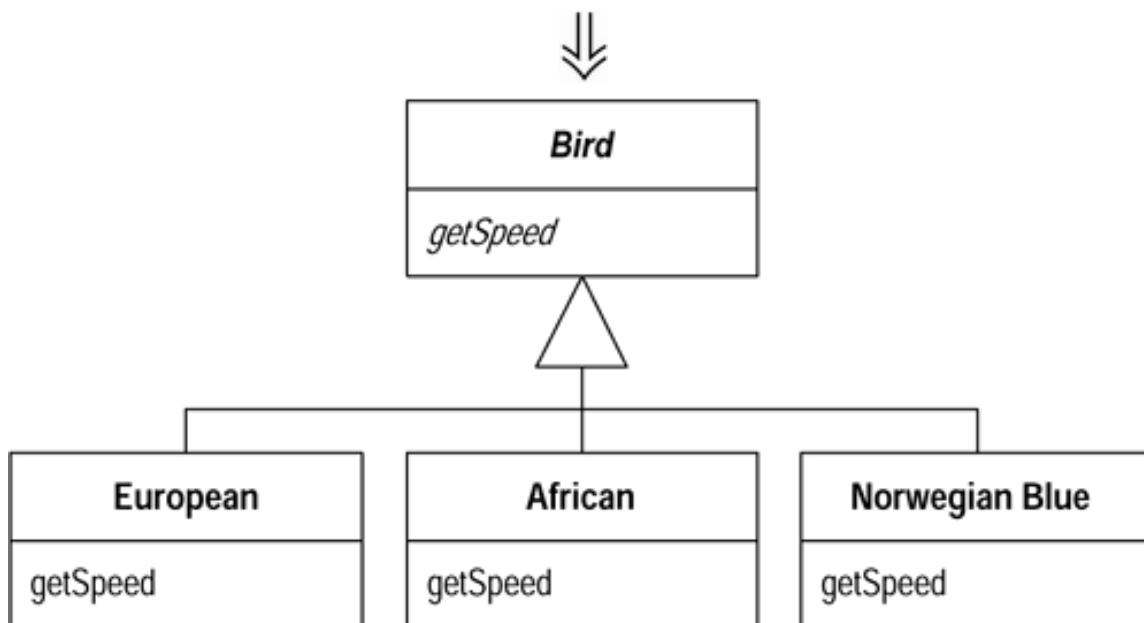 Bird
getSpeed
European
African
Norwegian Blue
getSpeed
getSpeed
getSpeed